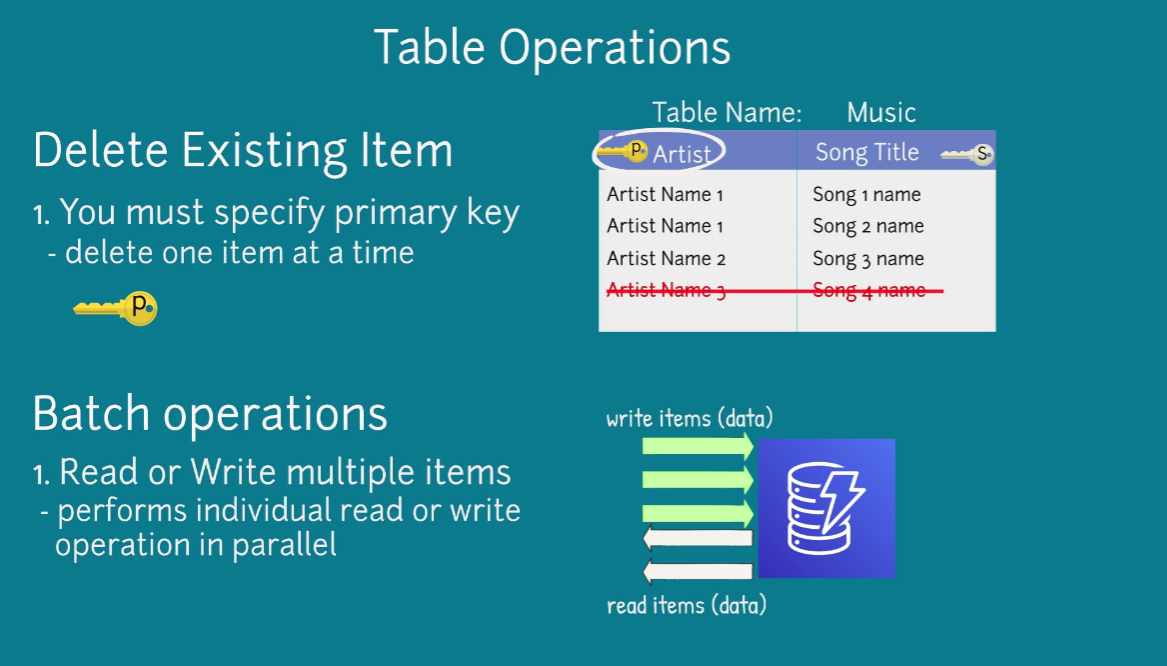 Table Operations
Delete Existing Item
1. You must specify primary key
- delete one item at a time
p
Table Name: Music
p Artist Song Title S
Artist Name 1 Song 1 name
Artist Name 1 Song 2 name
Artist Name 2 Song 3 name
Artist Name 3 Song 4 name
Batch operations
1. Read or Write multiple items
- performs individual read or write
operation in parallel
write items (data)
read items (data)